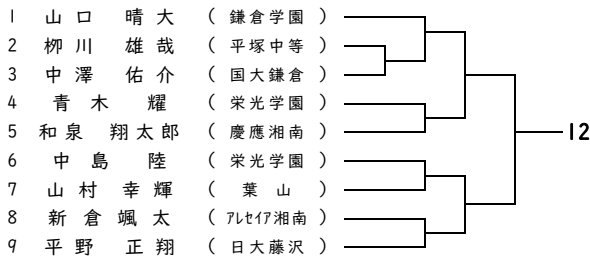 1 山口 晴大 ( 鎌倉学園 )
2 栁川 雄哉 ( 平塚中等 )
3 中澤 佑介 ( 国大鎌倉 )
4 青木 耀 ( 栄光学園 )
5 和泉 翔太郎 ( 慶應湘南 )
6 中島 陸 ( 栄光学園 )
7 山村 幸輝 ( 葉山 )
8 新倉 颯太 ( アレセイア湘南 )
9 平野 正翔 ( 日大藤沢 )
12